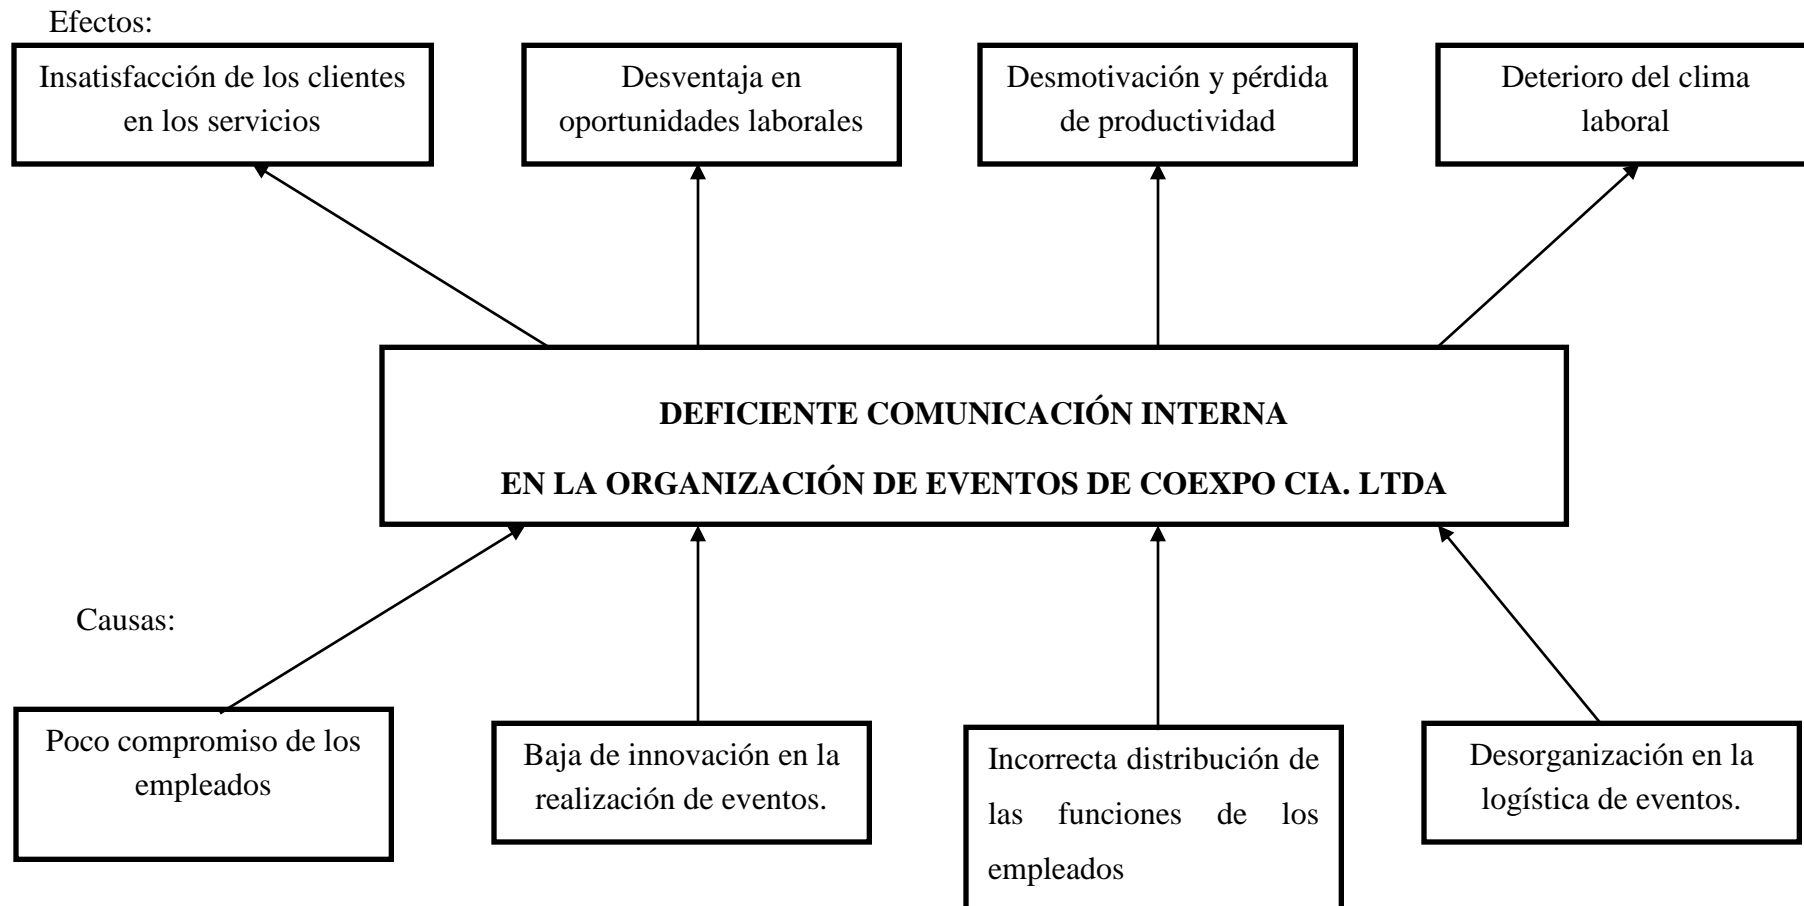 Efectos:
Insatisfacción de los clientes
en los servicios
Desventaja en
oportunidades laborales
Desmotivación y pérdida
de productividad
Deterioro del clima
laboral
DEFICIENTE COMUNICACIÓN INTERNA
EN LA ORGANIZACIÓN DE EVENTOS DE COEXPO CIA. LTDA
Causas:
Poco compromiso de los
empleados
Baja de innovación en la
realización de eventos.
Incorrecta distribución de
las funciones de los
empleados
Desorganización en la
logística de eventos.